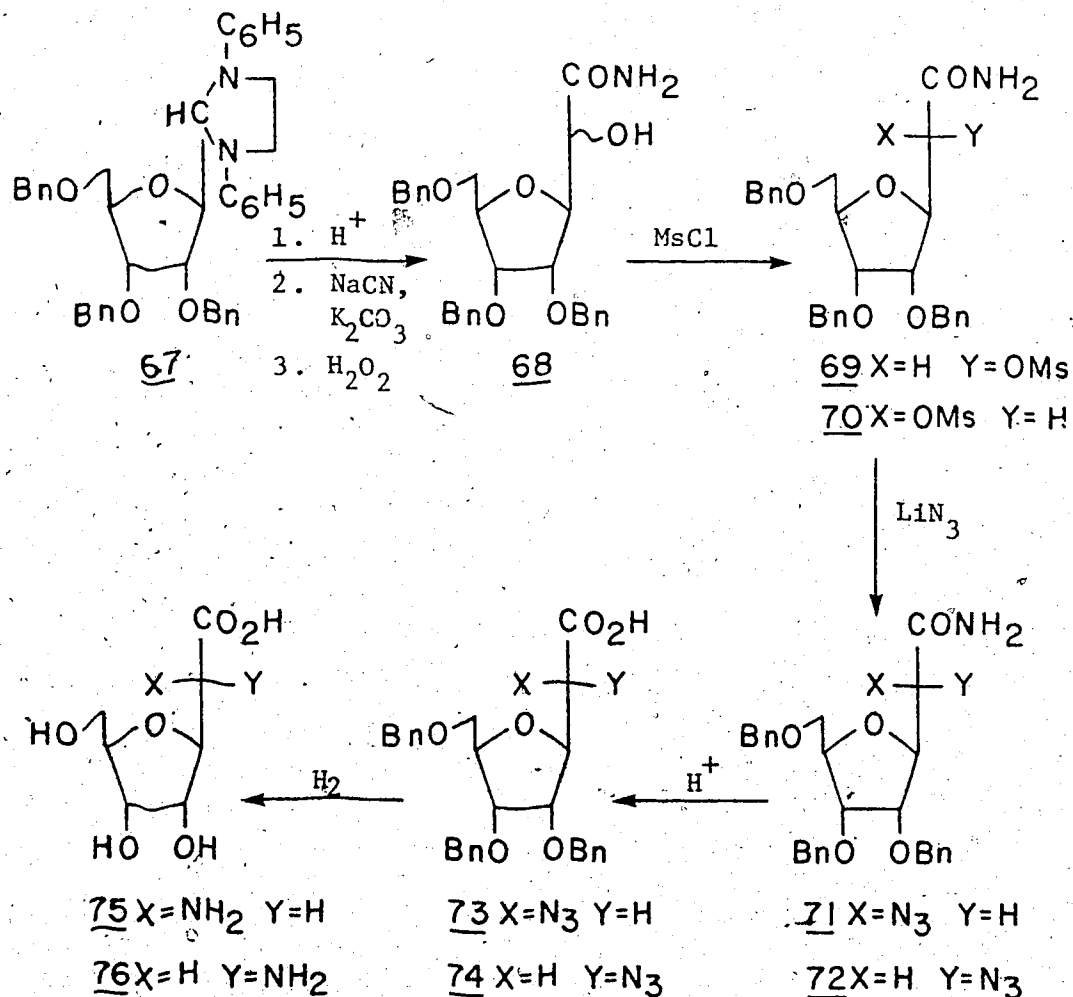 C6H5
N
HC
N
C6H5
BnO
O
BnO OBn
67
1. H+
2. NaCN,
K2CO3
3. H2O2
CONH2
OH
BnO
O
BnO OBn
68
MsCl
CONH2
X Y
BnO
O
BnO OBn
69 X=H Y=OMs
70 X=OMs Y=H
LiN3
CO2H
X Y
HO
O
HO OH
75 X=NH2 Y=H
76 X=H Y=NH2
H2
CO2H
X Y
BnO
O
BnO OBn
73 X=N3 Y=H
74 X=H Y=N3
H+
CONH2
X Y
BnO
O
BnO OBn
71 X=N3 Y=H
72 X=H Y=N3